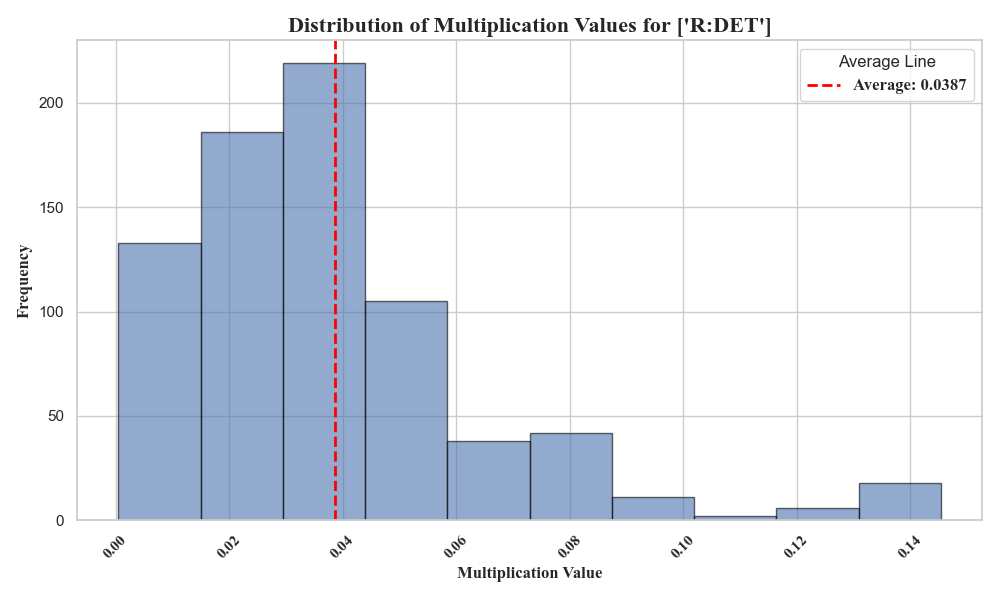 Distribution of Multiplication Values for ['R:DET']
Average Line
Average: 0.0387
Frequency
200
150
100
50
0
0.00 0.02 0.04 0.06 0.08 0.10 0.12 0.14
Multiplication Value